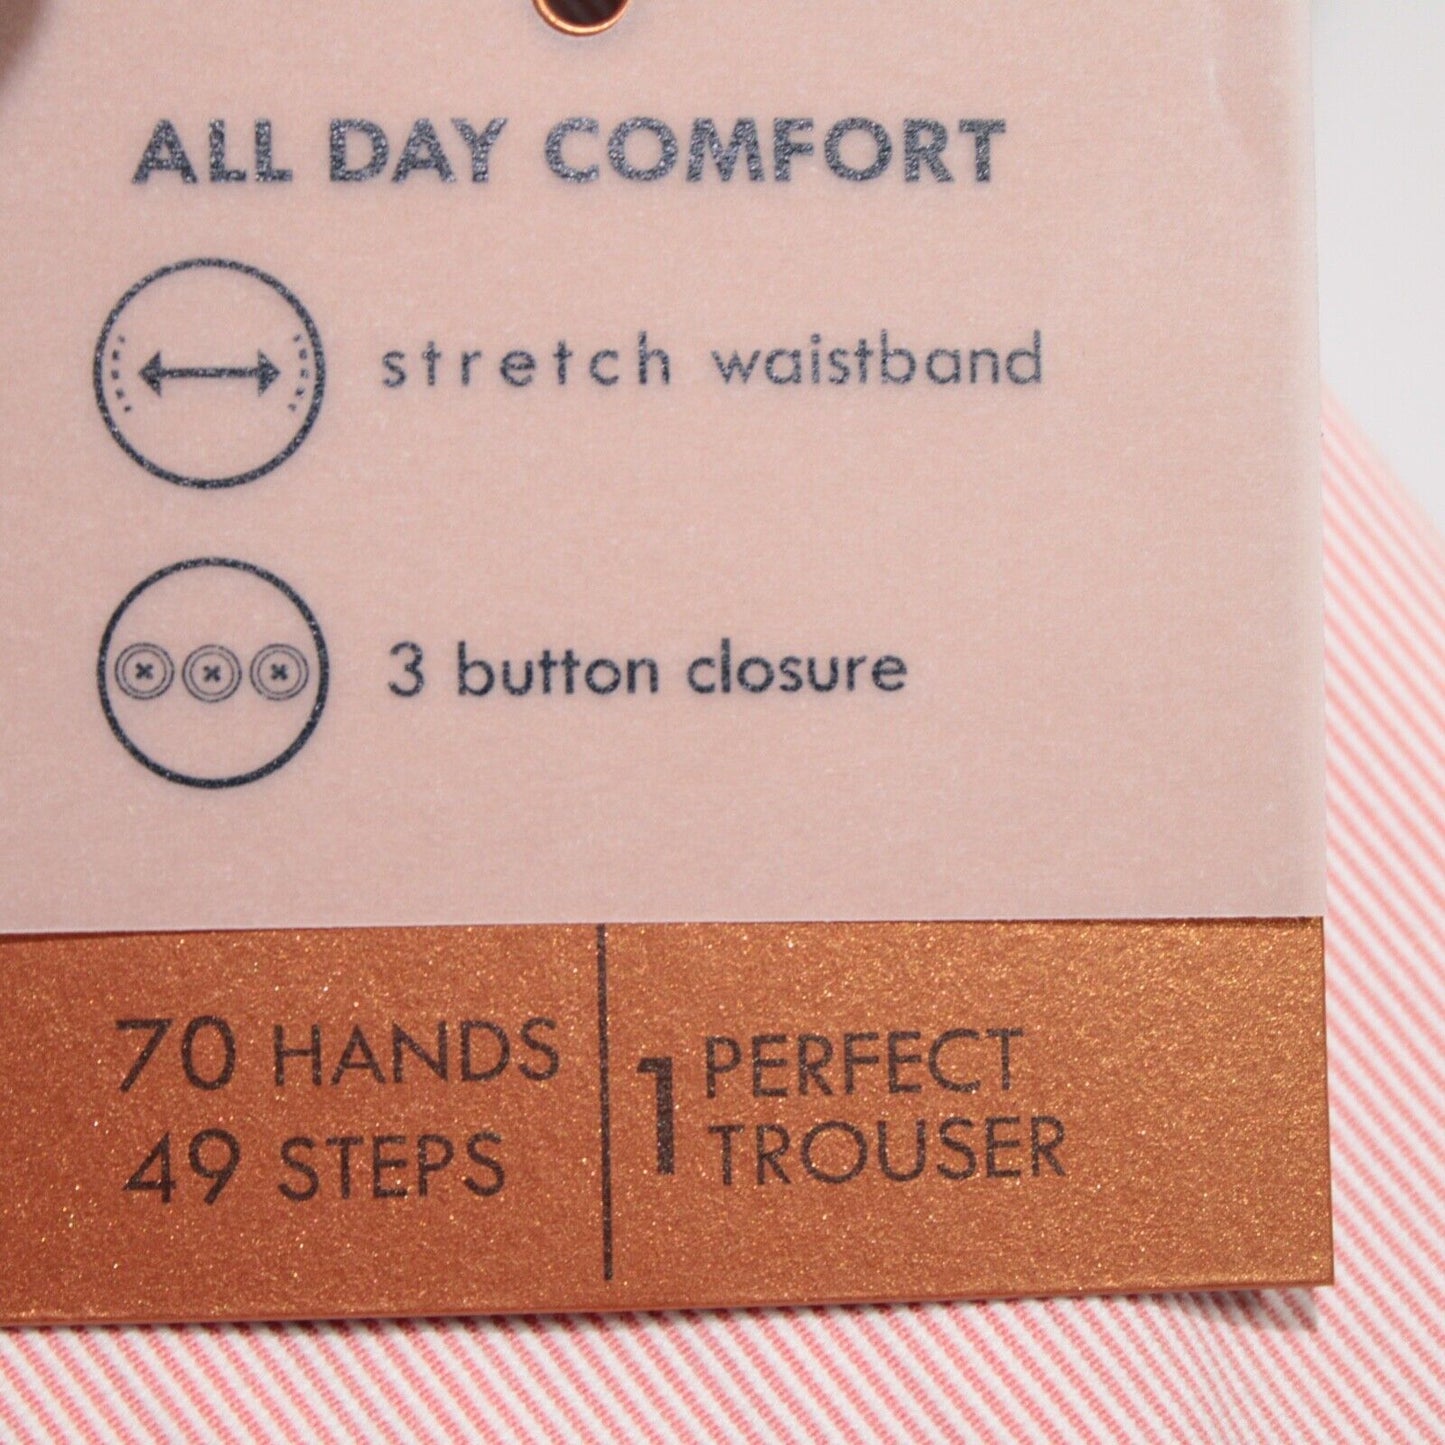 ALL DAY COMFORT
stretch waistband
3 button closure
70 HANDS
49 STEPS
1 PERFECT
TROUSER